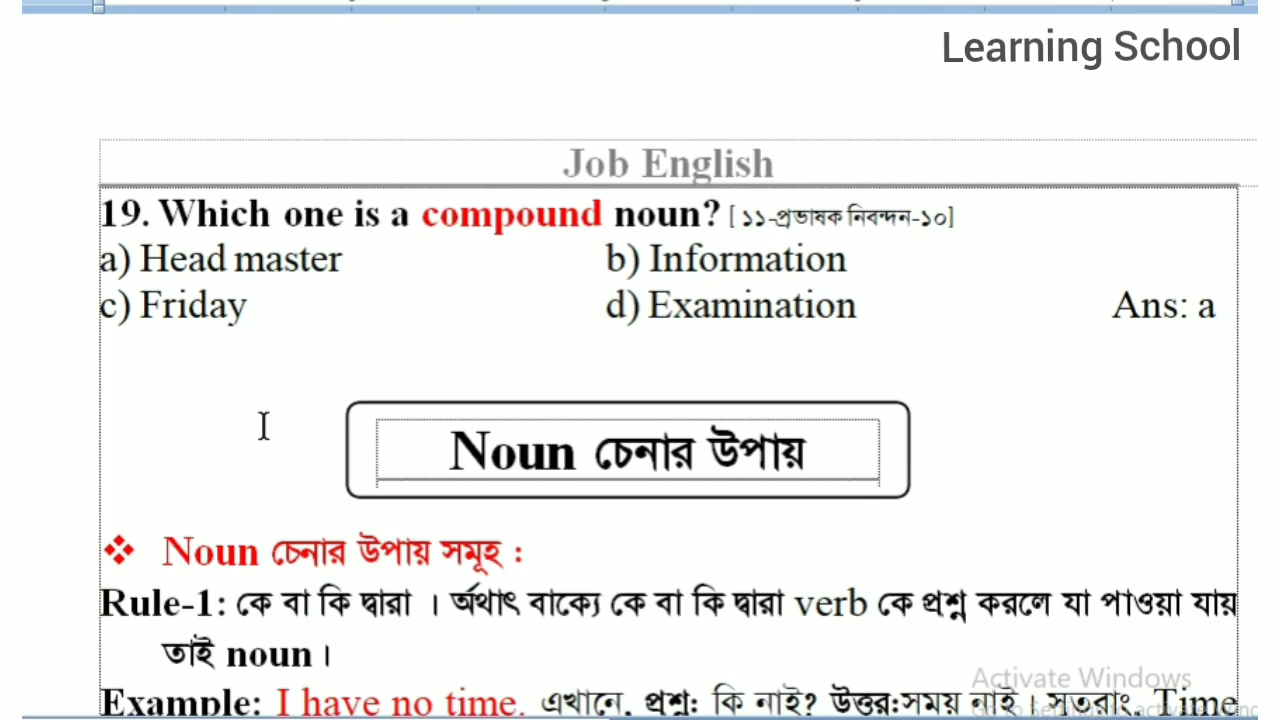 Learning School
Job English
19. Which one is a compound noun? [ ১১-প্রভাষক নিবন্দন-১০]
a) Head master b) Information
c) Friday d) Examination Ans: a
Noun চেনার উপায়
❖ Noun চেনার উপায় সমূহ :
Rule-1: কে বা কি দ্বারা । র্অথাৎ বাক্যে কে বা কি দ্বারা verb কে প্রশ্ন করলে যা পাওয়া যায়
তাই noun।
Activate Windows
Example: I have no time. এখানে, প্রশ্ন: কি নাই? উত্তর:সময় নাই। সুতরাং, Time